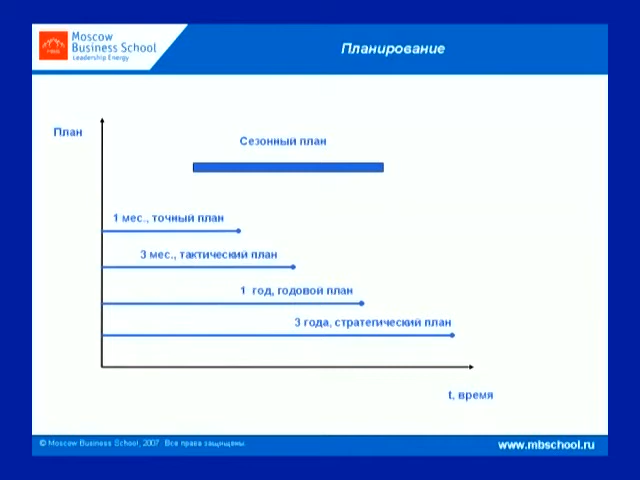 Moscow
Business School
Leadership Energy
Планирование
План
Сезонный план
1 мес., точный план
3 мес., тактический план
1 год, годовой план
3 года, стратегический план
t, время
© Moscow Business School, 2007 Все права защищены
www.mbschool.ru